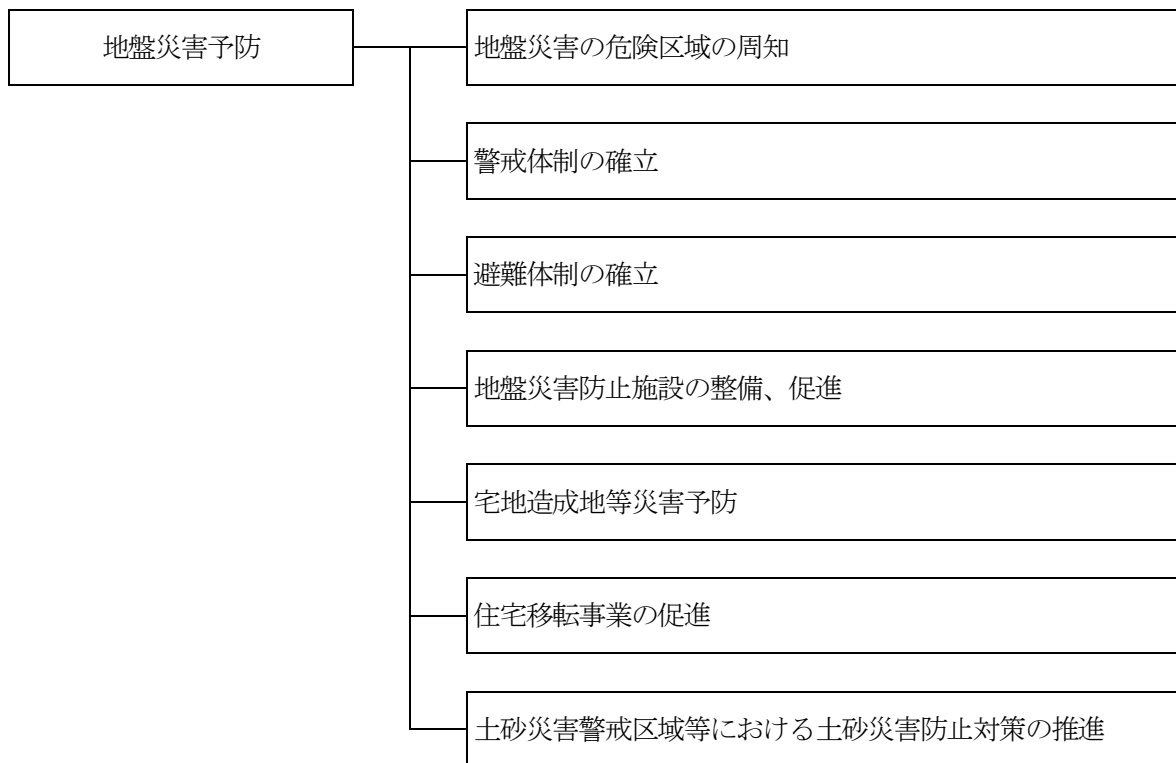 地盤災害予防
地盤災害の危険区域の周知
警戒体制の確立
避難体制の確立
地盤災害防止施設の整備、促進
宅地造成地等災害予防
住宅移転事業の促進
土砂災害警戒区域等における土砂災害防止対策の推進